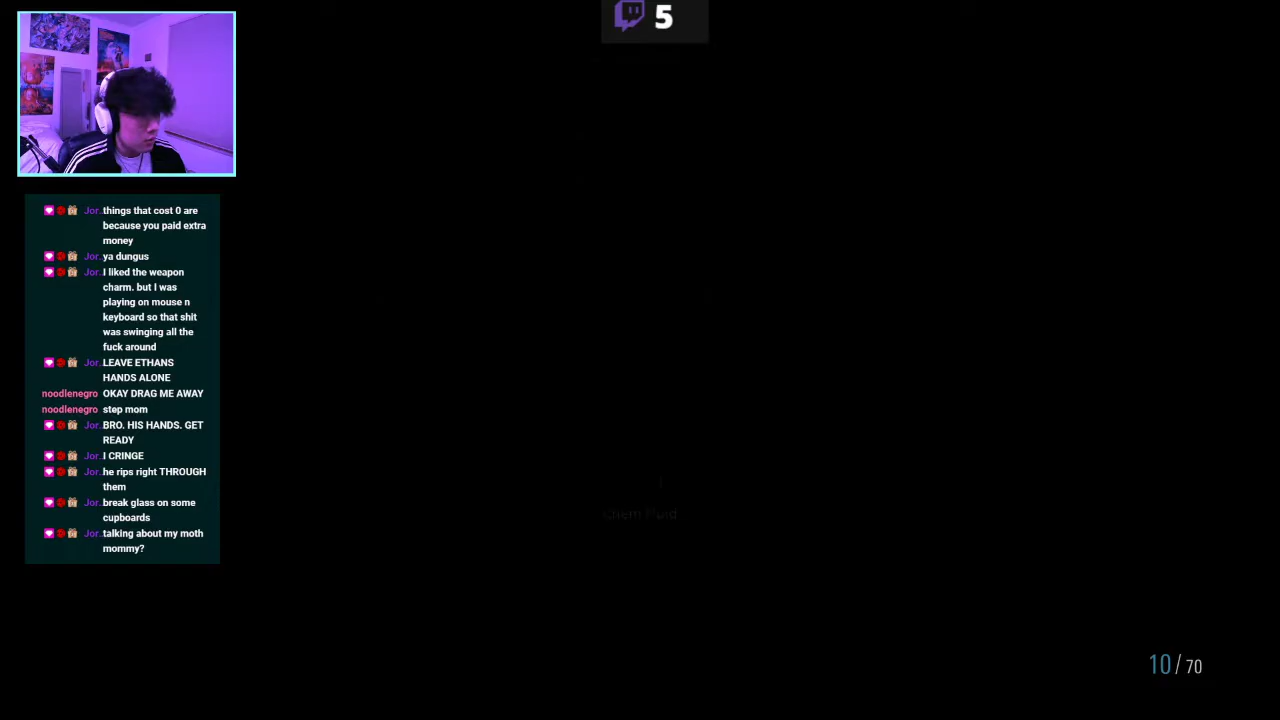 5
Jor..things that cost 0 are
because you paid extra
money
Jor..ya dungus
Jor..I liked the weapon
charm. but I was
playing on mouse n
keyboard so that shit
was swinging all the
fuck around
Jor..LEAVE ETHANS
HANDS ALONE
noodlenegro OKAY DRAG ME AWAY
noodlenegro step mom
Jor..BRO. HIS HANDS. GET
READY
Jor..I CRINGE
Jor..he rips right THROUGH
them
Jor..break glass on some
cupboards
Jor..talking about my moth
mommy?
Chem Fluid
10/70